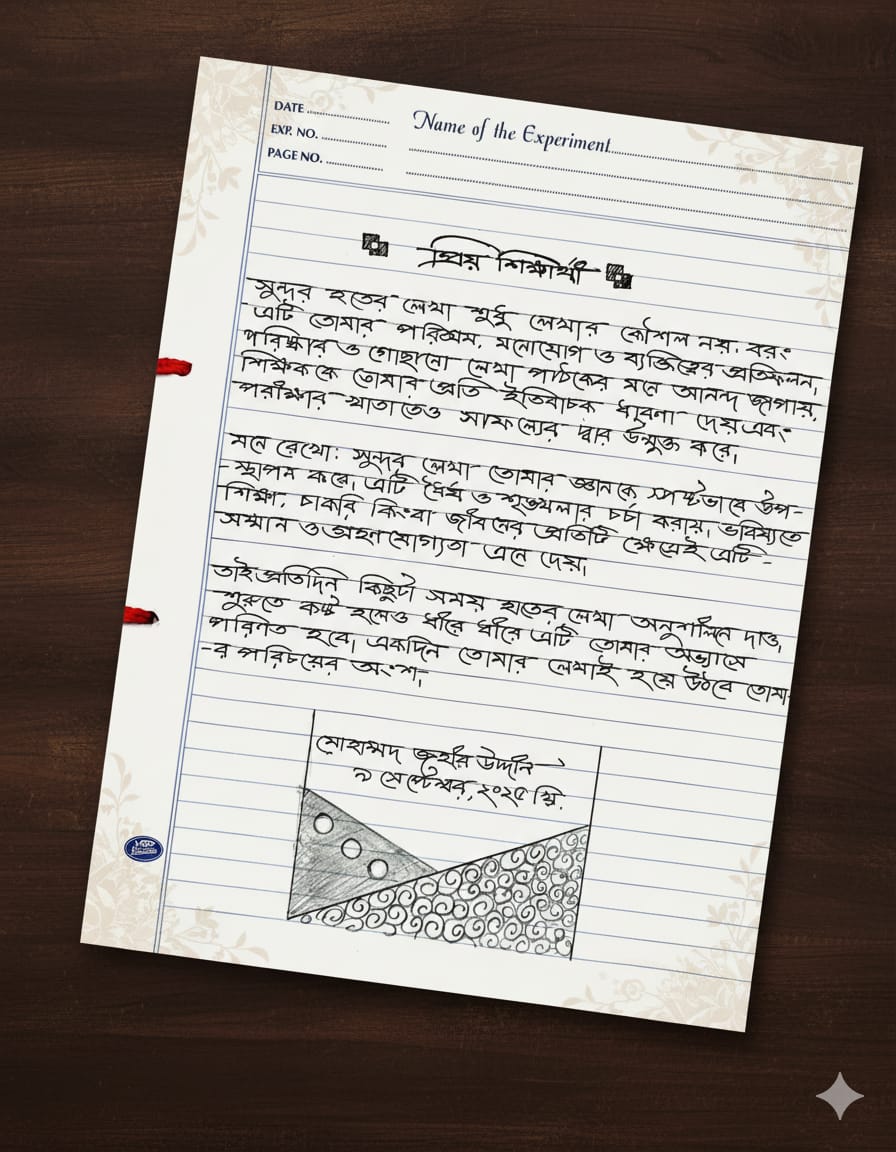 DATE
Name of the Experiment
EXP. NO.
PAGE NO.
প্রিয় শিক্ষার্থী
সুন্দর হতের লেখা শুধু লেখার কৌশল নয়, বরং
এটি তোমার পরিশ্রম, মনোযোগ ও ব্যক্তিত্বের প্রতিফলন,
পরিষ্কার ও গোছানো লেখা পাঠকের মনে আনন্দ জাগায়,
শিক্ষককে তোমার প্রতি ইতিবাচক ধারণা দেয় এবং
পরীক্ষার খাতাতেও সাফল্যের দ্বার উন্মুক্ত করে।
মনে রেখো: সুন্দর লেখা তোমার জ্ঞানকে স্পষ্টভাবে উপ-
-স্থাপন করে। এটি ধৈর্য ও শৃঙ্খলার চর্চা করায়। ভবিষ্যতে
শিক্ষা, চাকরি কিংবা জীবনের প্রতিটি ক্ষেত্রেই এটি -
সম্মান ও গ্রহনযোগ্যতা এনে দেয়।
তাই প্রতিদিন কিছুটা সময় হাতের লেখা অনুশীলনে দাও,
শুরুতে কষ্ট হলেও ধীরে ধীরে এটি তোমার অভ্যাসে
পরিণত হবে। একদিন তোমার লেখাই হয়ে উঠবে তোমা-
-র পরিচয়ের অংশ।
মোহাম্মদ জহীর উদ্দীন
৯ সেপ্টেম্বর, ২০২৫ খ্রি.